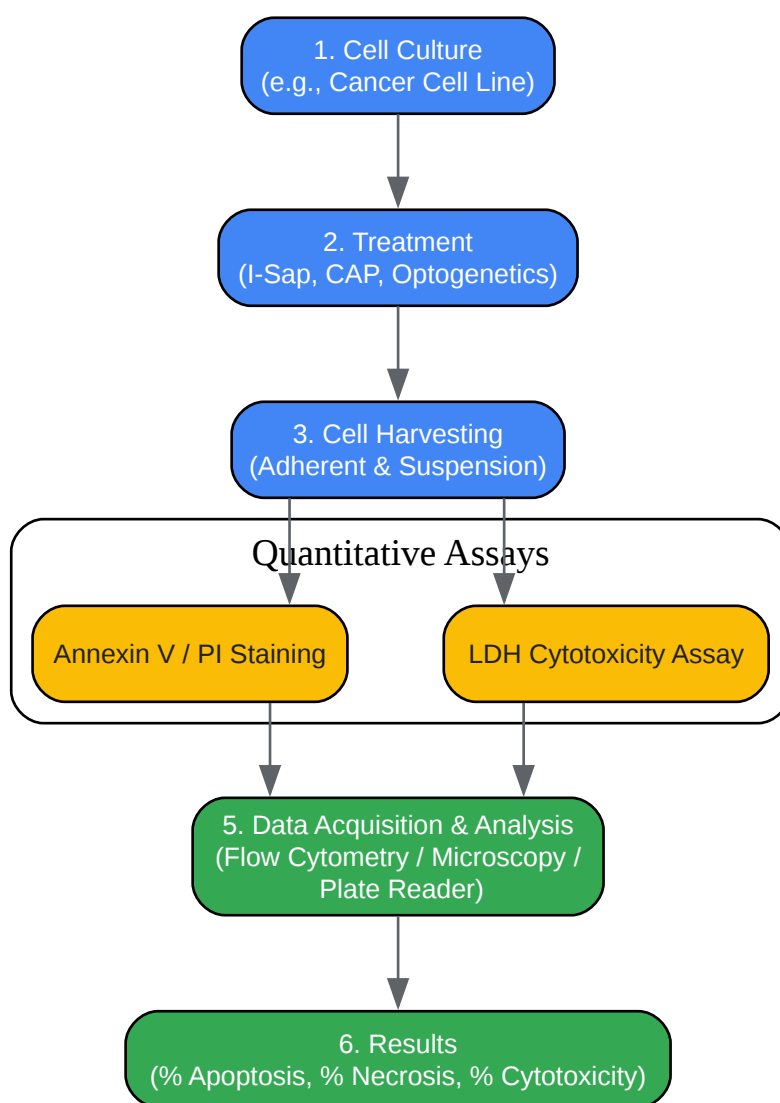 1. Cell Culture
(e.g., Cancer Cell Line)
2. Treatment
(I-Sap, CAP, Optogenetics)
3. Cell Harvesting
(Adherent & Suspension)
Quantitative Assays
Annexin V / PI Staining
LDH Cytotoxicity Assay
5. Data Acquisition & Analysis
(Flow Cytometry / Microscopy /
Plate Reader)
6. Results
(% Apoptosis, % Necrosis, % Cytotoxicity)